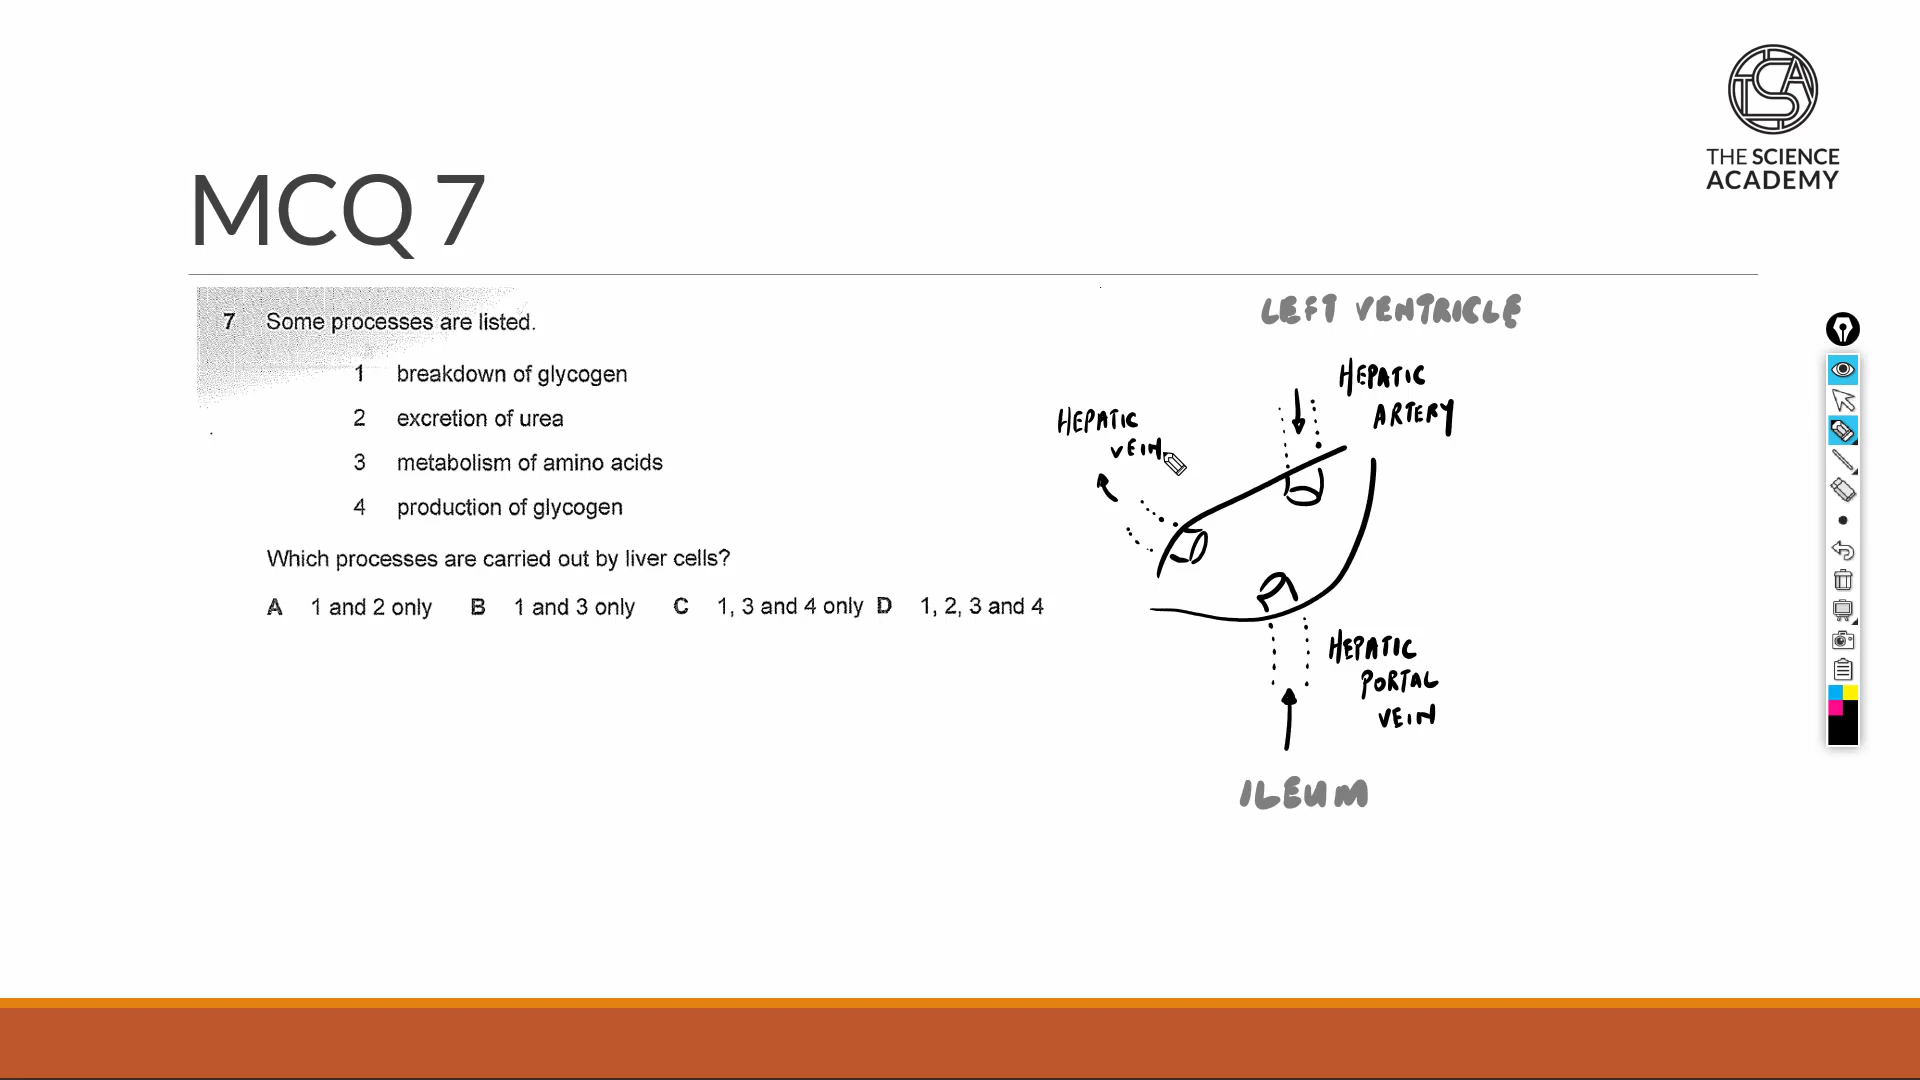 THE SCIENCE
ACADEMY
MCQ 7
7 Some processes are listed.
1 breakdown of glycogen
2 excretion of urea
3 metabolism of amino acids
4 production of glycogen
Which processes are carried out by liver cells?
A 1 and 2 only B 1 and 3 only C 1, 3 and 4 only D 1, 2, 3 and 4
LEFT VENTRICLE
HEPATIC
ARTERY
HEPATIC
VEIN
HEPATIC
PORTAL
VEIN
ILEUM